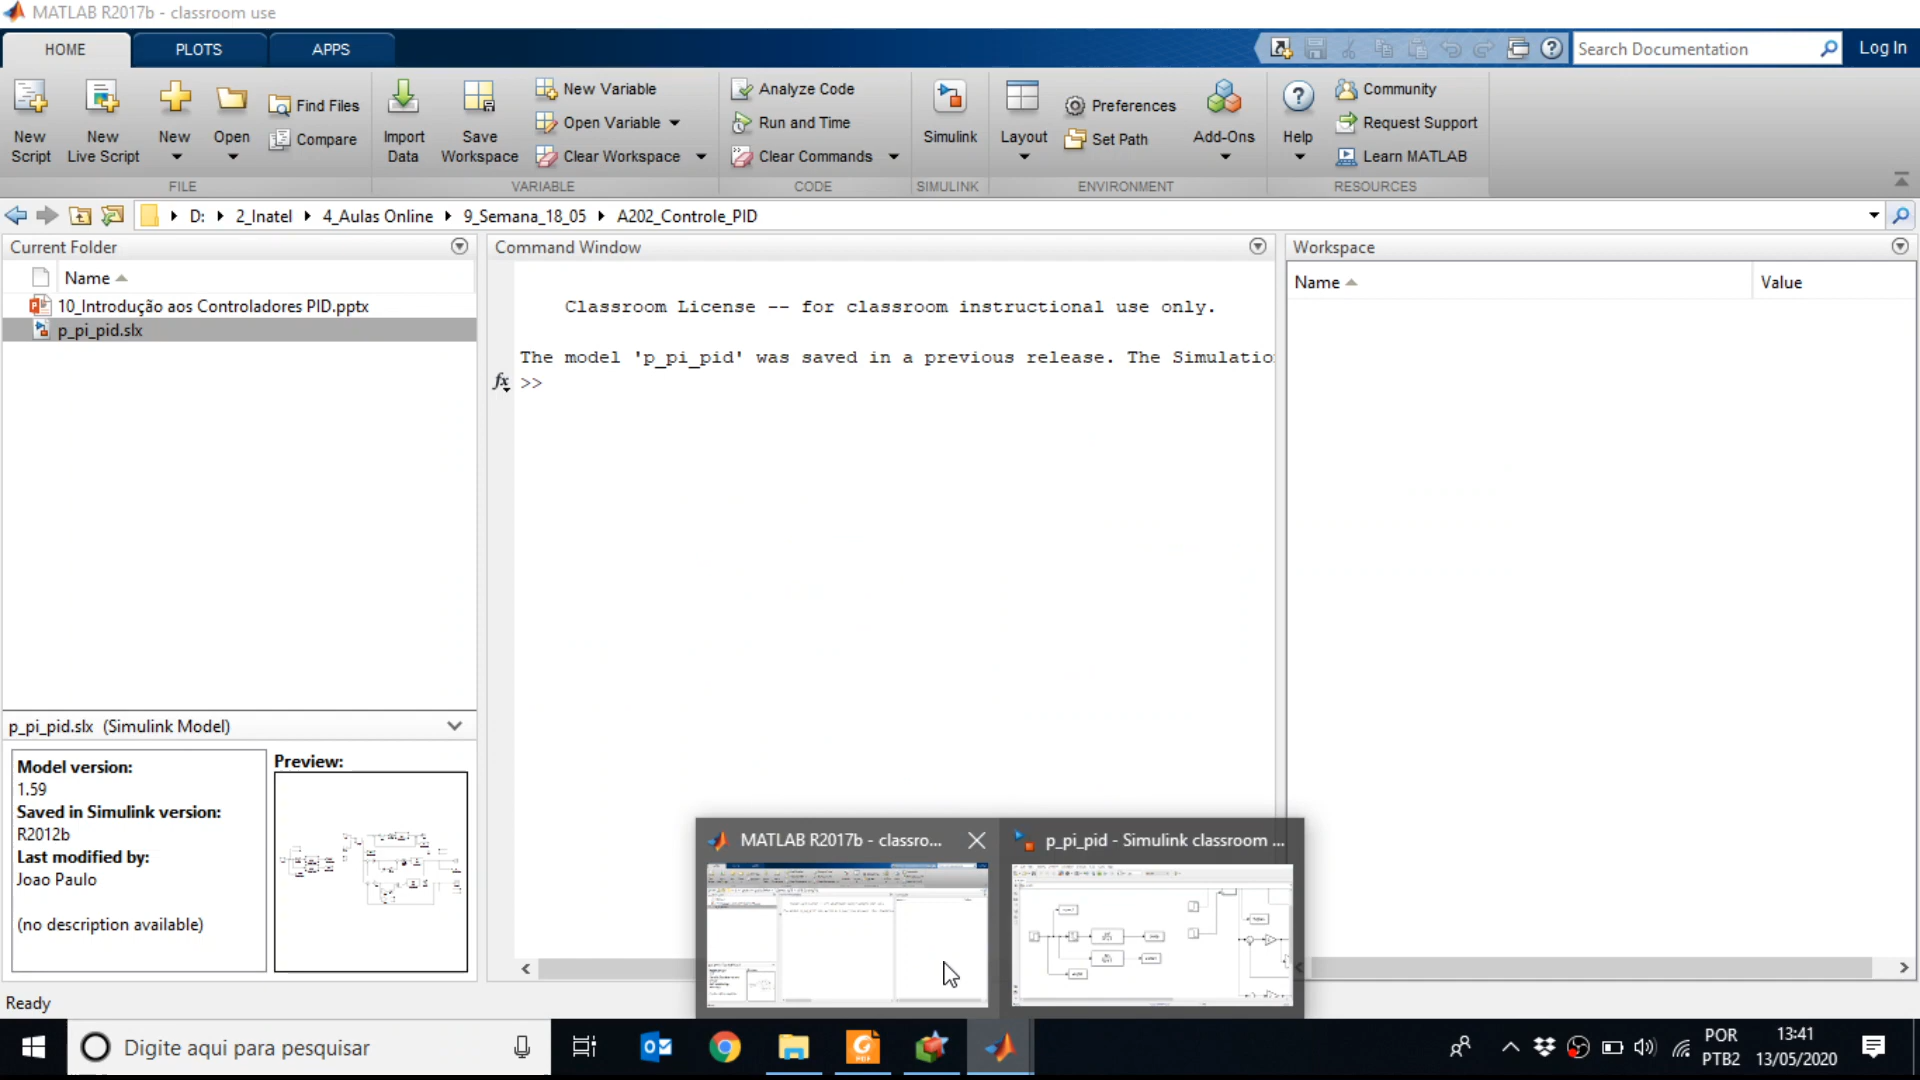 MATLAB R2017b - classroom use
HOME
PLOTS
APPS
Search Documentation
Log In
New Script
New Live Script
New
Open
Find Files
Compare
Import Data
Save Workspace
New Variable
Open Variable
Clear Workspace
Analyze Code
Run and Time
Clear Commands
Simulink
Layout
Preferences
Set Path
Add-Ons
Help
Community
Request Support
Learn MATLAB
FILE
VARIABLE
CODE
SIMULINK
ENVIRONMENT
RESOURCES
D:
2_Inatel
4_Aulas Online
9_Semana_18_05
A202_Controle_PID
Current Folder
Command Window
Workspace
Name
Name
Value
10_Introdução aos Controladores PID.pptx
p_pi_pid.slx
Classroom License -- for classroom instructional use only.
The model 'p_pi_pid' was saved in a previous release. The Simulatio
fx >>
p_pi_pid.slx (Simulink Model)
Model version:
1.59
Saved in Simulink version:
R2012b
Last modified by:
Joao Paulo
(no description available)
Preview:
MATLAB R2017b - classro...
p_pi_pid - Simulink classroom ...
Ready
Digite aqui para pesquisar
POR
PTB2
13:41
13/05/2020